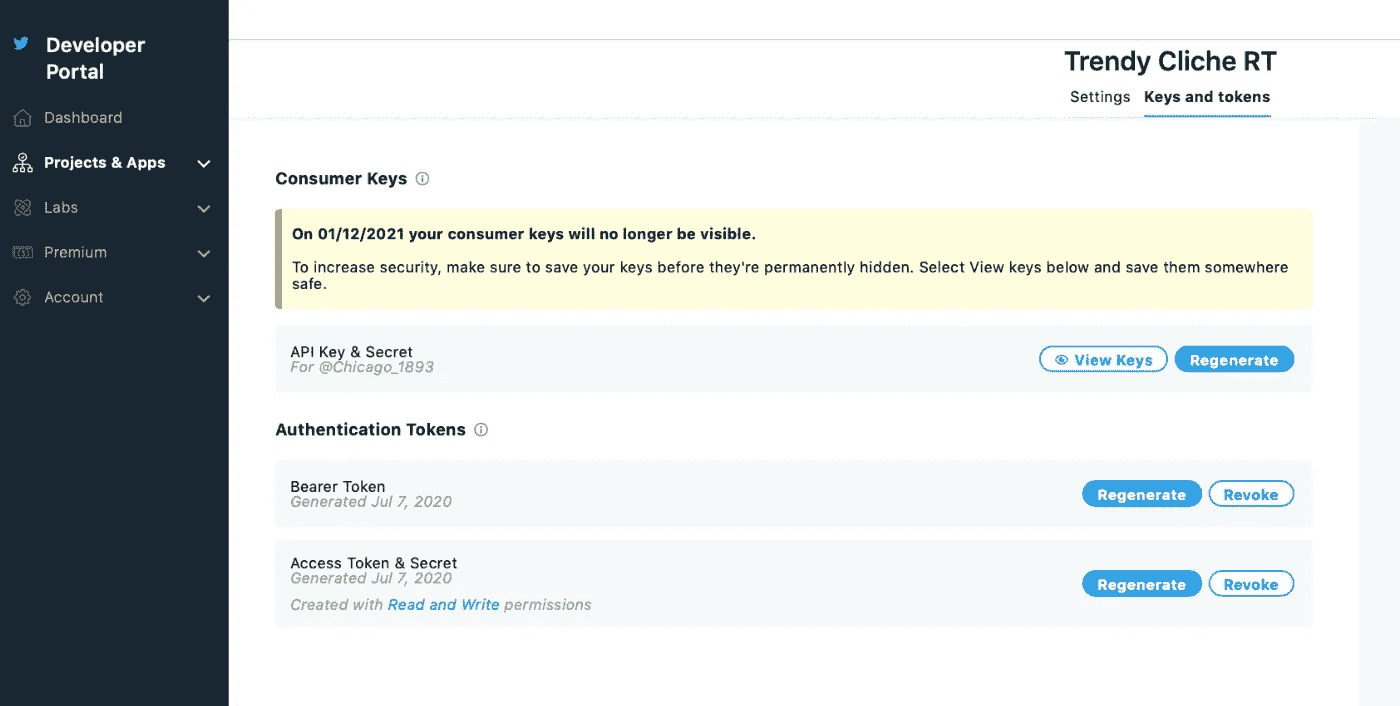 Developer
Portal
Dashboard
Projects & Apps
Labs
Premium
Account
Trendy Cliche RT
Settings Keys and tokens
Consumer Keys
On 01/12/2021 your consumer keys will no longer be visible.
To increase security, make sure to save your keys before they're permanently hidden. Select View keys below and save them somewhere
safe.
API Key & Secret
For @Chicago_1893
View Keys Regenerate
Authentication Tokens
Bearer Token
Generated Jul 7, 2020
Regenerate Revoke
Access Token & Secret
Generated Jul 7, 2020
Created with Read and Write permissions
Regenerate Revoke